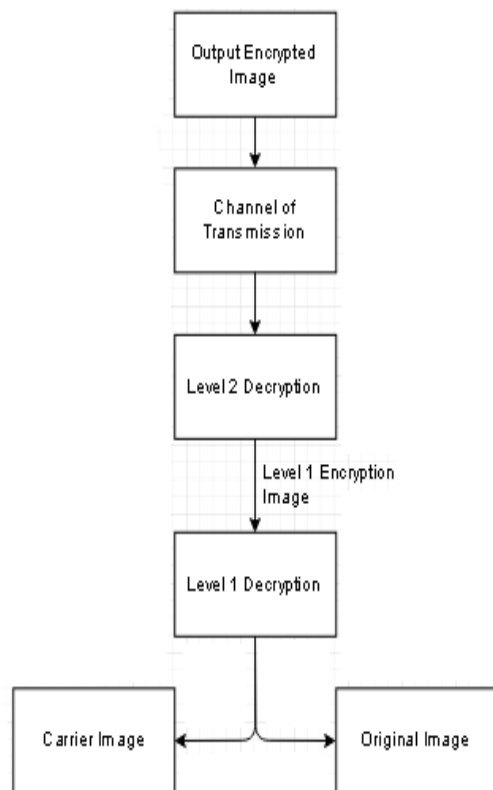 Output Encrypted
Image
Channel of
Transmission
Level 2 Decryption
Level 1 Encryption
Image
Level 1 Decryption
Carrier Image
Original Image